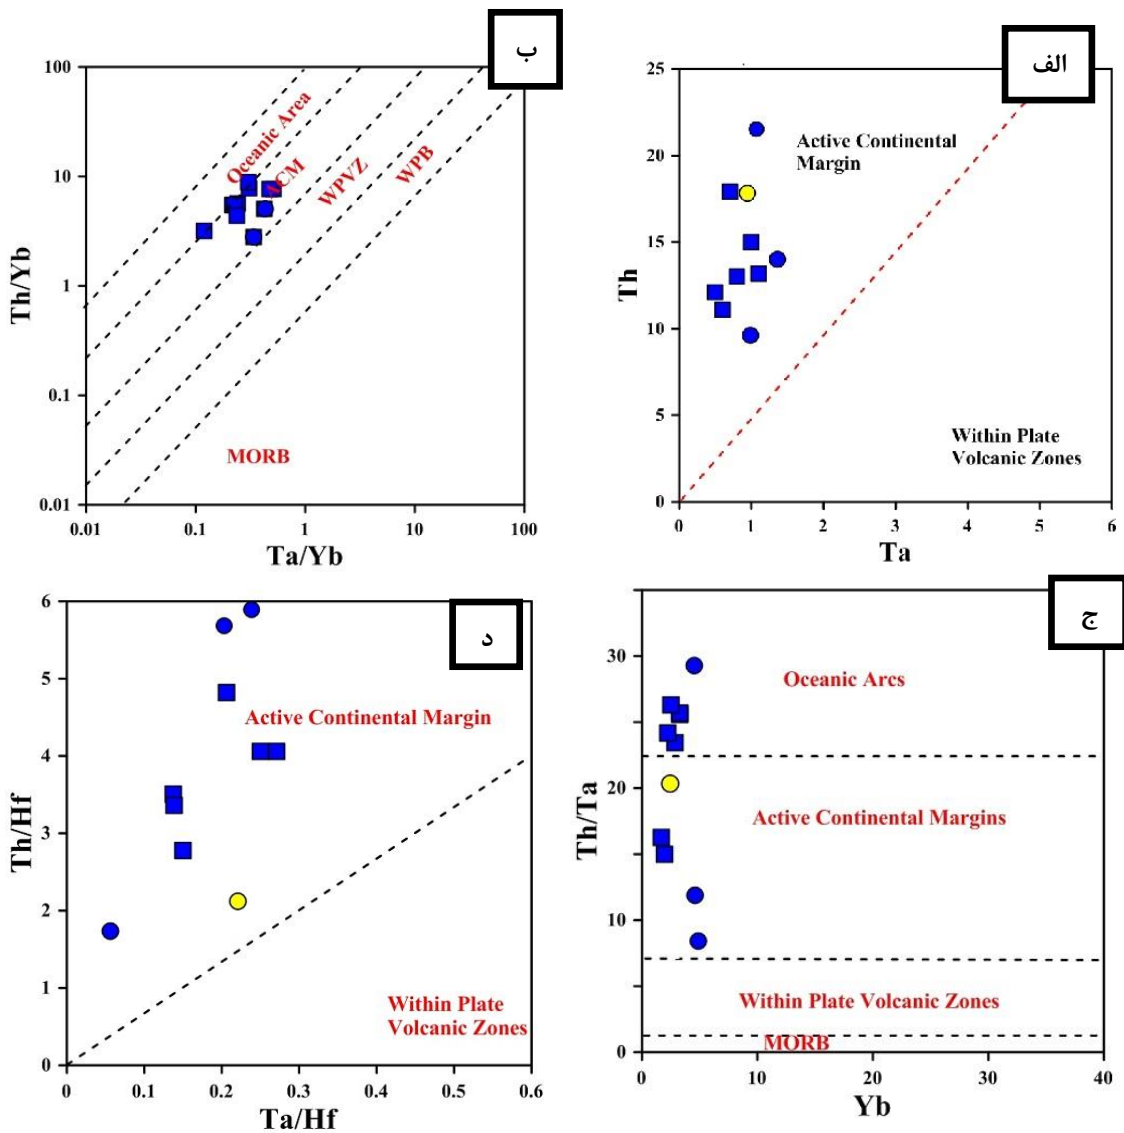 ب
100
10
1
0.1
0.01
Th/Yb
Oceanic Area
ACM
WPVZ
WPB
MORB
0.01
0.1
1
10
100
Ta/Yb
الف
25
20
15
10
5
0
Th
Active Continental
Margin
Within Plate
Volcanic Zones
0
1
2
3
4
5
6
Ta
د
6
5
4
3
2
1
0
Th/Hf
Active Continental Margin
Within Plate
Volcanic Zones
0
0.1
0.2
0.3
0.4
0.5
0.6
Ta/Hf
ج
30
20
10
0
Th/Ta
Oceanic Arcs
Active Continental Margins
Within Plate Volcanic Zones
MORB
0
10
20
30
40
Yb